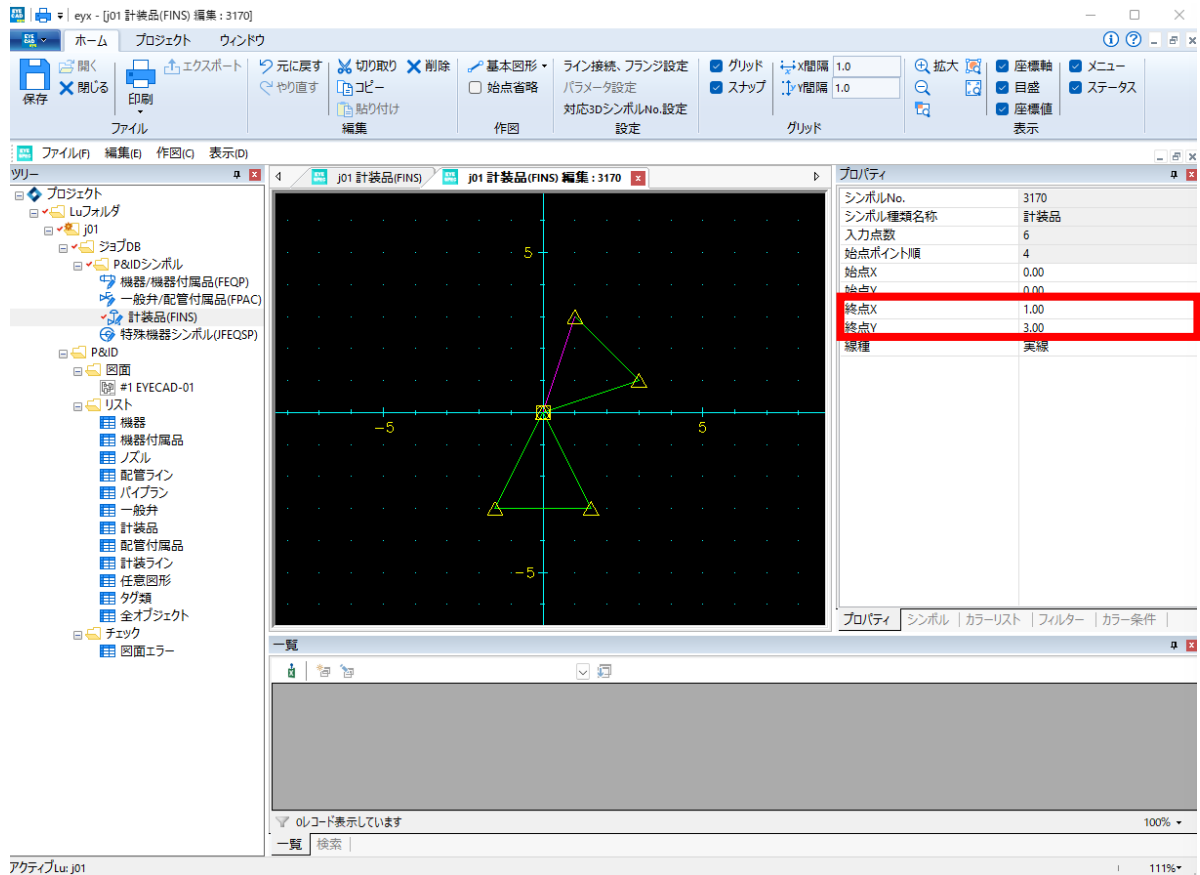 eyx - [j01 計装品(FINS) 編集 : 3170]
ホーム プロジェクト ウィンドウ
開く
閉じる
保存
印刷
エクスポート
ファイル
元に戻す
やり直す
切り取り
削除
コピー
貼り付け
編集
基本図形
始点省略
作図
ライン接続、フランジ設定
パラメータ設定
対応3DシンボルNo.設定
設定
グリッド
スナップ
X間隔 1.0
Y間隔 1.0
グリッド
拡大
座標軸
目盛
座標値
メニュー
ステータス
表示
ファイル(F) 編集(E) 作図(C) 表示(D)
ツリー
プロジェクト
Luフォルダ
j01
ジョブDB
P&IDシンボル
機器/機器付属品(FEQP)
一般弁/配管付属品(FPAC)
計装品(FINS)
特殊機器シンボル(JFEQSP)
P&ID
図面
#1 EYECAD-01
リスト
機器
機器付属品
ノズル
配管ライン
パイプラン
一般弁
計装品
配管付属品
計装ライン
任意図形
タグ類
全オブジェクト
チェック
図面エラー
j01 計装品(FINS)
j01 計装品(FINS) 編集 : 3170
5
-5
5
-5
プロパティ
シンボルNo. 3170
シンボル種類名称 計装品
入力点数 6
始点ポイント順 4
始点X 0.00
始点Y 0.00
終点X 1.00
終点Y 3.00
線種 実線
プロパティ シンボル カラーリスト フィルター カラー条件
一覧
0レコード表示しています
100%
一覧 検索
アクティブLu: j01
111%